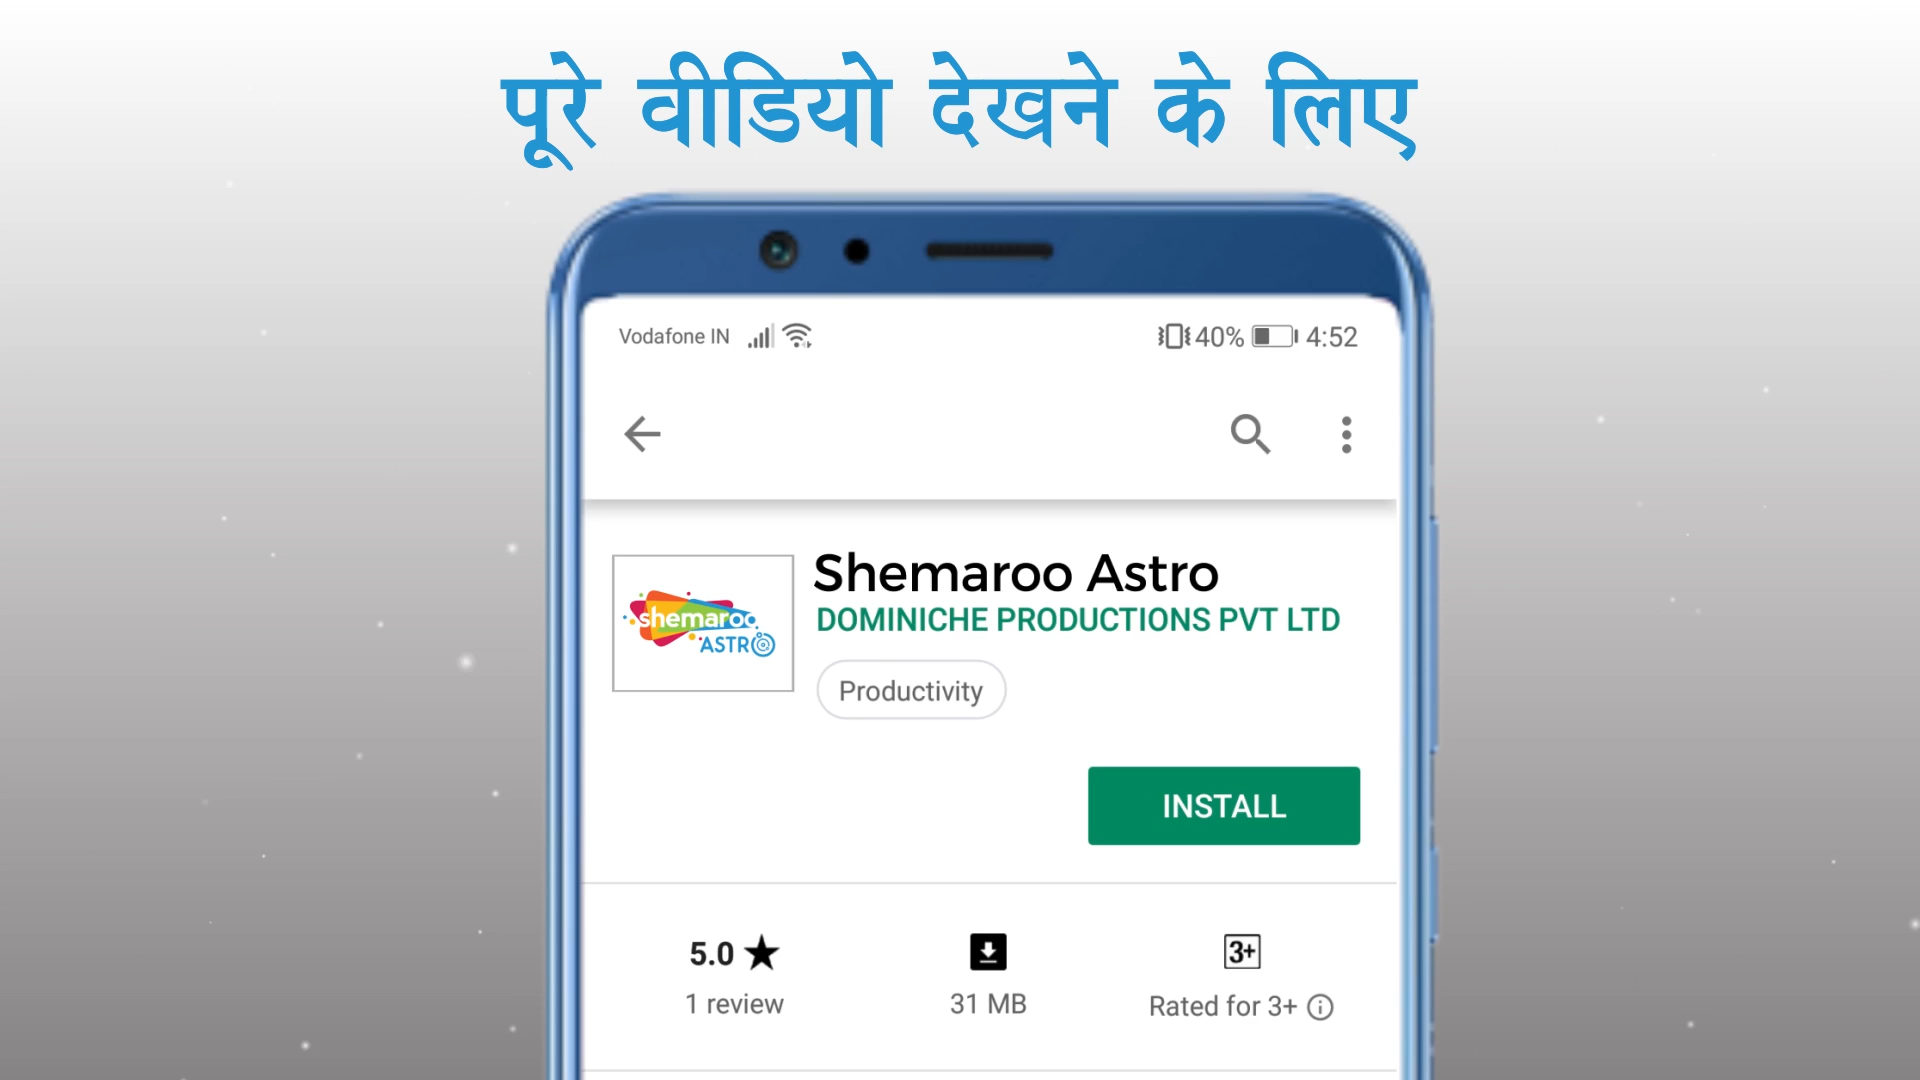 पूरे वीडियो देखने के लिए
Vodafone IN 40% 4:52
Shemaroo Astro
DOMINICHE PRODUCTIONS PVT LTD
shemaroo
ASTRO
Productivity
INSTALL
5.0 ★ 3+
1 review 31 MB Rated for 3+